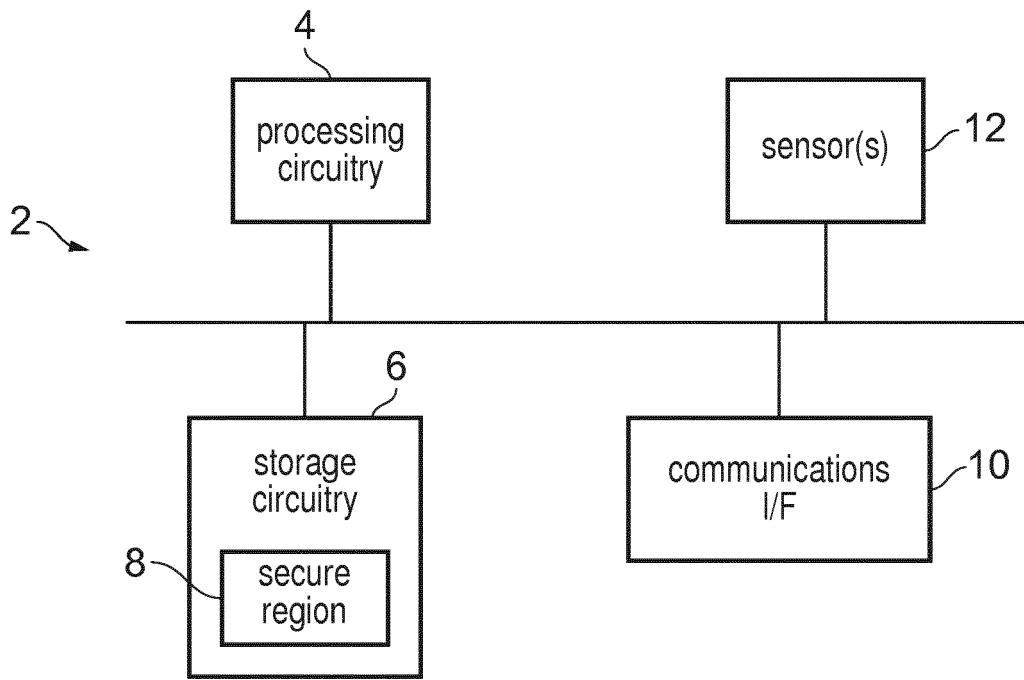 4
processing
circuitry
sensor(s)
12
2
6
storage
circuitry
communications
I/F
10
8
secure
region